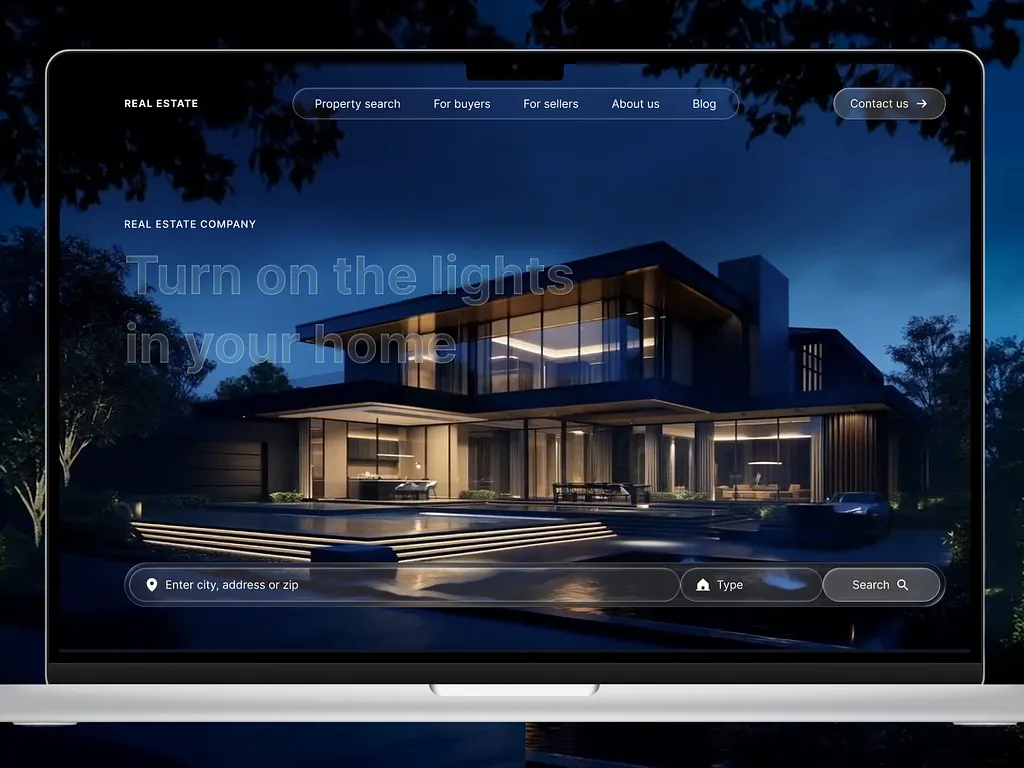 REAL ESTATE
Property search
For buyers
For sellers
About us
Blog
Contact us
REAL ESTATE COMPANY
Turn on the lights
in your home
Enter city, address or zip
Type
Search